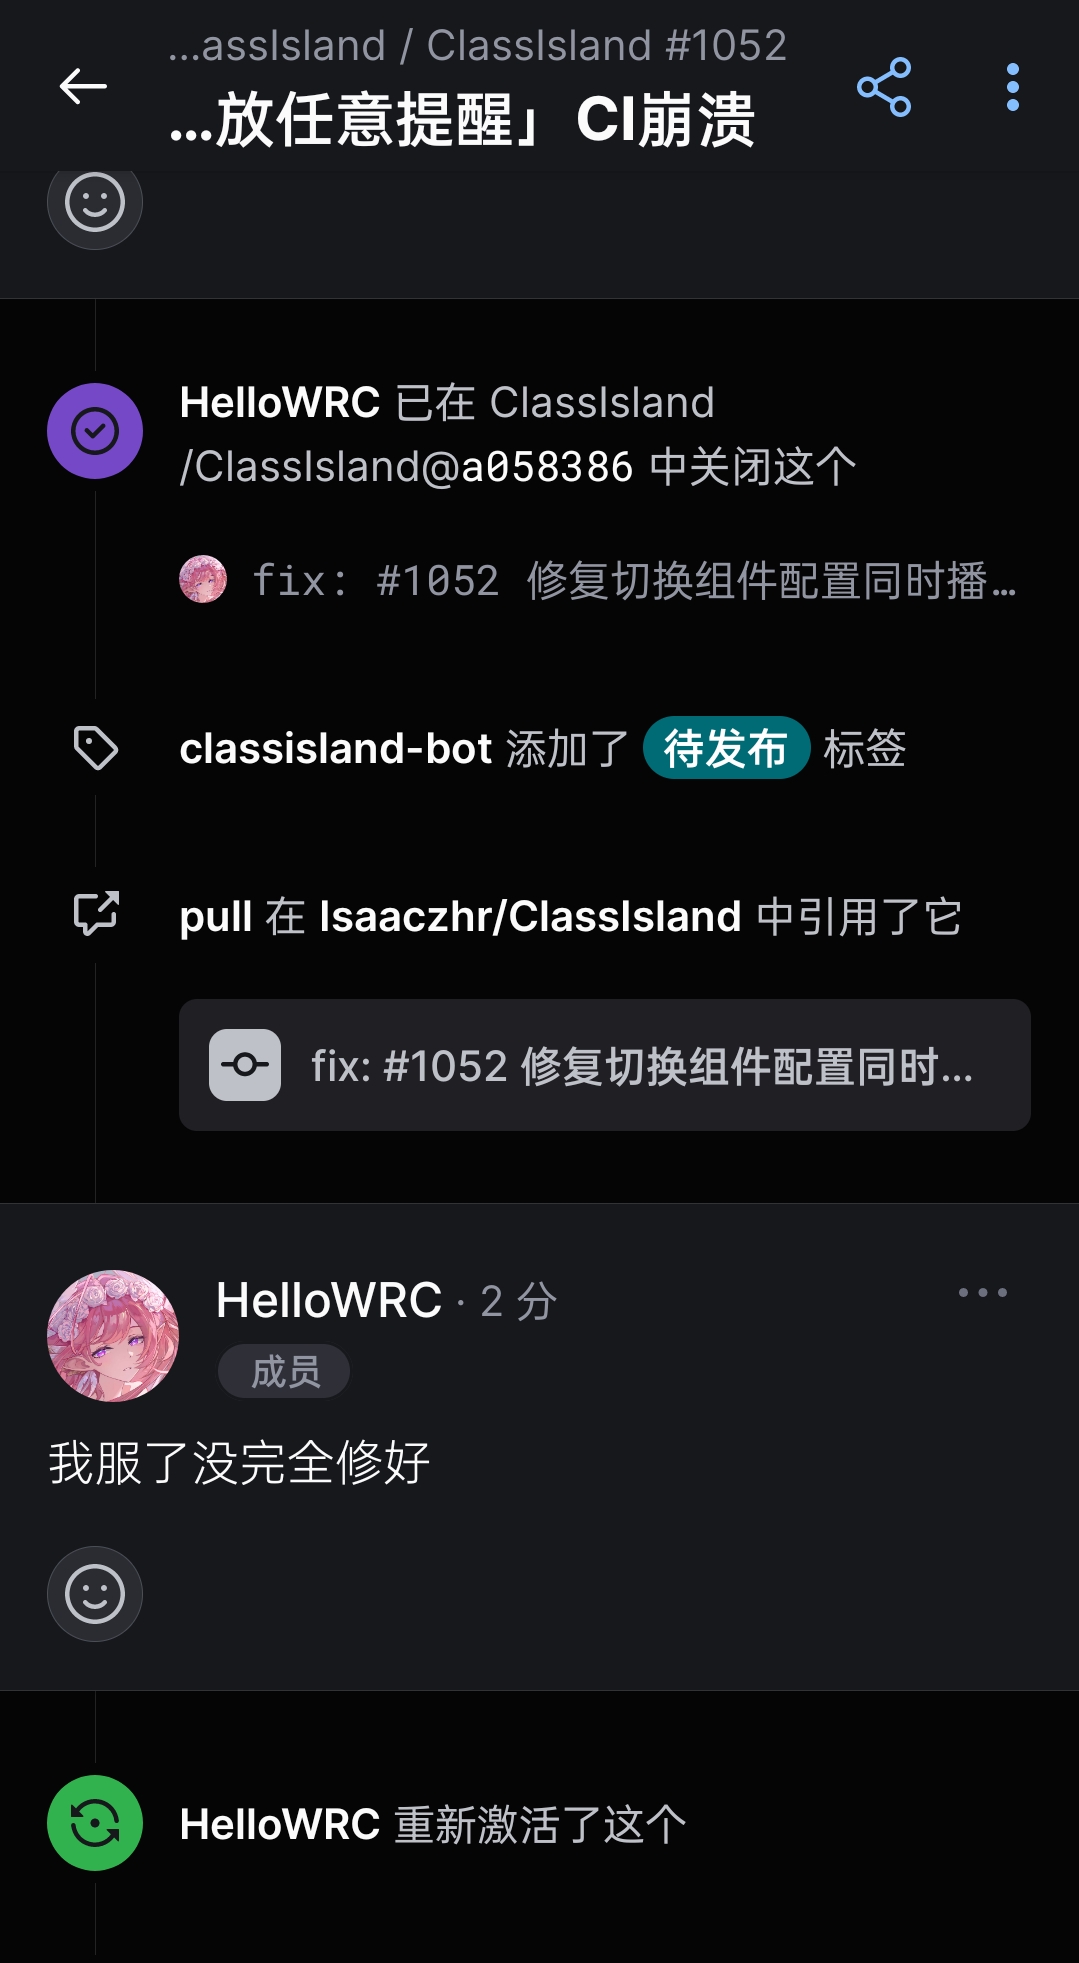 ...assIsland / ClassIsland #1052
...放任意提醒」CI崩溃
HelloWRC 已在 ClassIsland
/ClassIsland@a058386 中关闭这个
fix: #1052 修复切换组件配置同时播...
classisland-bot 添加了 待发布 标签
pull 在 Isaaczhr/ClassIsland 中引用了它
fix: #1052 修复切换组件配置同时...
HelloWRC · 2 分
成员
我服了没完全修好
HelloWRC 重新激活了这个